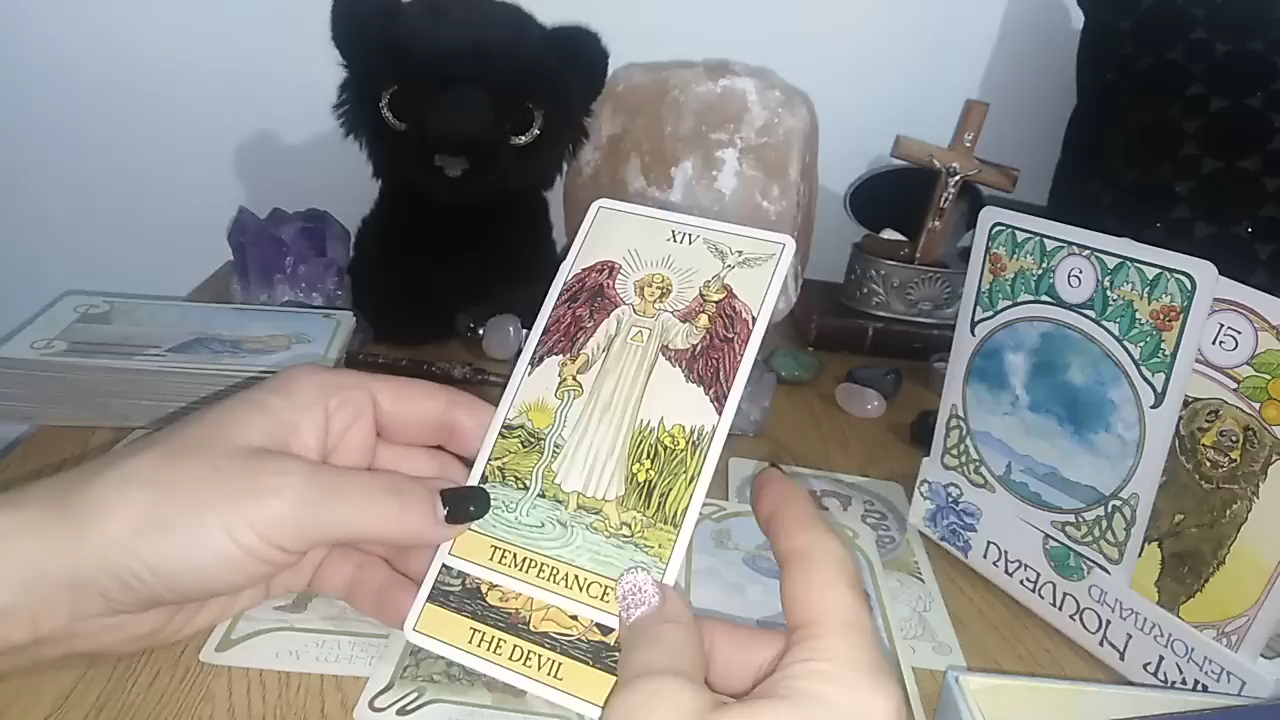 XIV
TEMPERANCE
THE DEVIL
6
15
ART NOUVEAU
LENORMAND